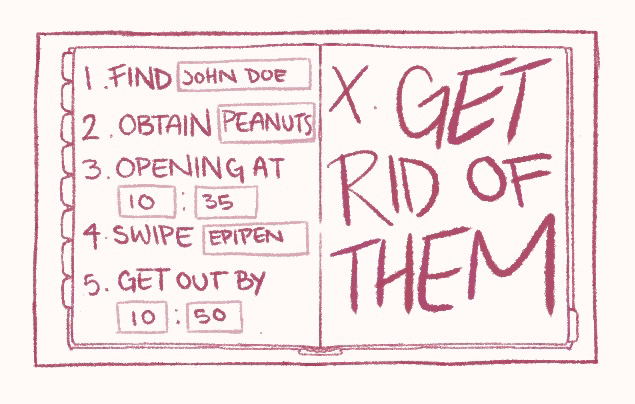 1. FIND JOHN DOE
2. OBTAIN PEANUTS
3. OPENING AT
10 : 35
4. SWIPE EPIPEN
5. GET OUT BY
10 : 50
X. GET
RID OF
THEM